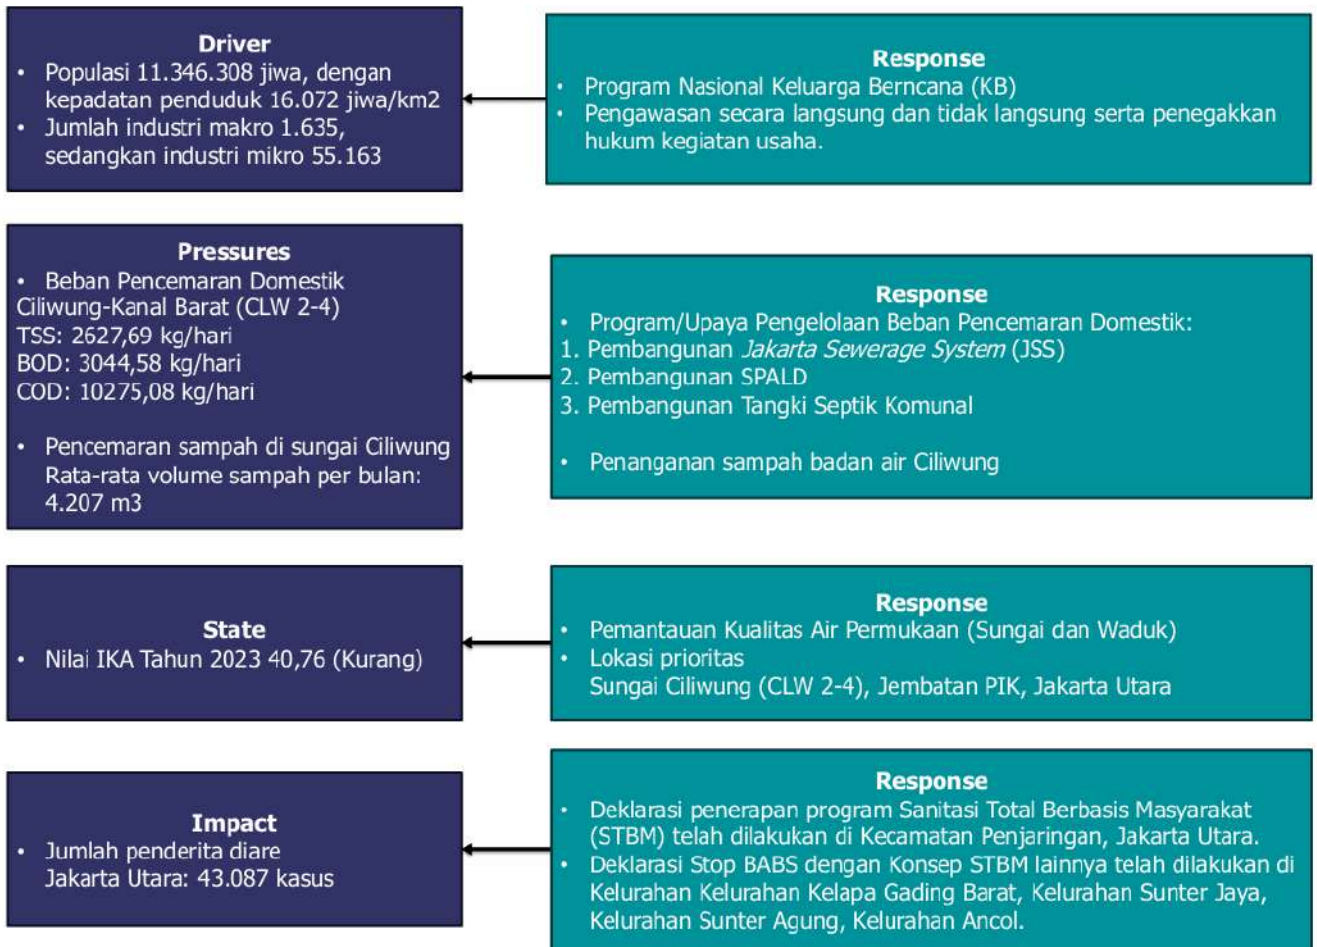 Driver
• Populasi 11.346.308 jiwa, dengan
kepadatan penduduk 16.072 jiwa/km2
• Jumlah industri makro 1.635,
sedangkan industri mikro 55.163
Response
• Program Nasional Keluarga Berncana (KB)
• Pengawasan secara langsung dan tidak langsung serta penegakkan
hukum kegiatan usaha.
Pressures
• Beban Pencemaran Domestik
Ciliwung-Kanal Barat (CLW 2-4)
TSS: 2627,69 kg/hari
BOD: 3044,58 kg/hari
COD: 10275,08 kg/hari
• Pencemaran sampah di sungai Ciliwung
Rata-rata volume sampah per bulan:
4.207 m3
Response
• Program/Upaya Pengelolaan Beban Pencemaran Domestik:
1. Pembangunan Jakarta Sewerage System (JSS)
2. Pembangunan SPALD
3. Pembangunan Tangki Septik Komunal
• Penanganan sampah badan air Ciliwung
State
• Nilai IKA Tahun 2023 40,76 (Kurang)
Response
• Pemantauan Kualitas Air Permukaan (Sungai dan Waduk)
• Lokasi prioritas
Sungai Ciliwung (CLW 2-4), Jembatan PIK, Jakarta Utara
Impact
• Jumlah penderita diare
Jakarta Utara: 43.087 kasus
Response
• Deklarasi penerapan program Sanitasi Total Berbasis Masyarakat
(STBM) telah dilakukan di Kecamatan Penjaringan, Jakarta Utara.
• Deklarasi Stop BABS dengan Konsep STBM lainnya telah dilakukan di
Kelurahan Kelurahan Kelapa Gading Barat, Kelurahan Sunter Jaya,
Kelurahan Sunter Agung, Kelurahan Ancol.